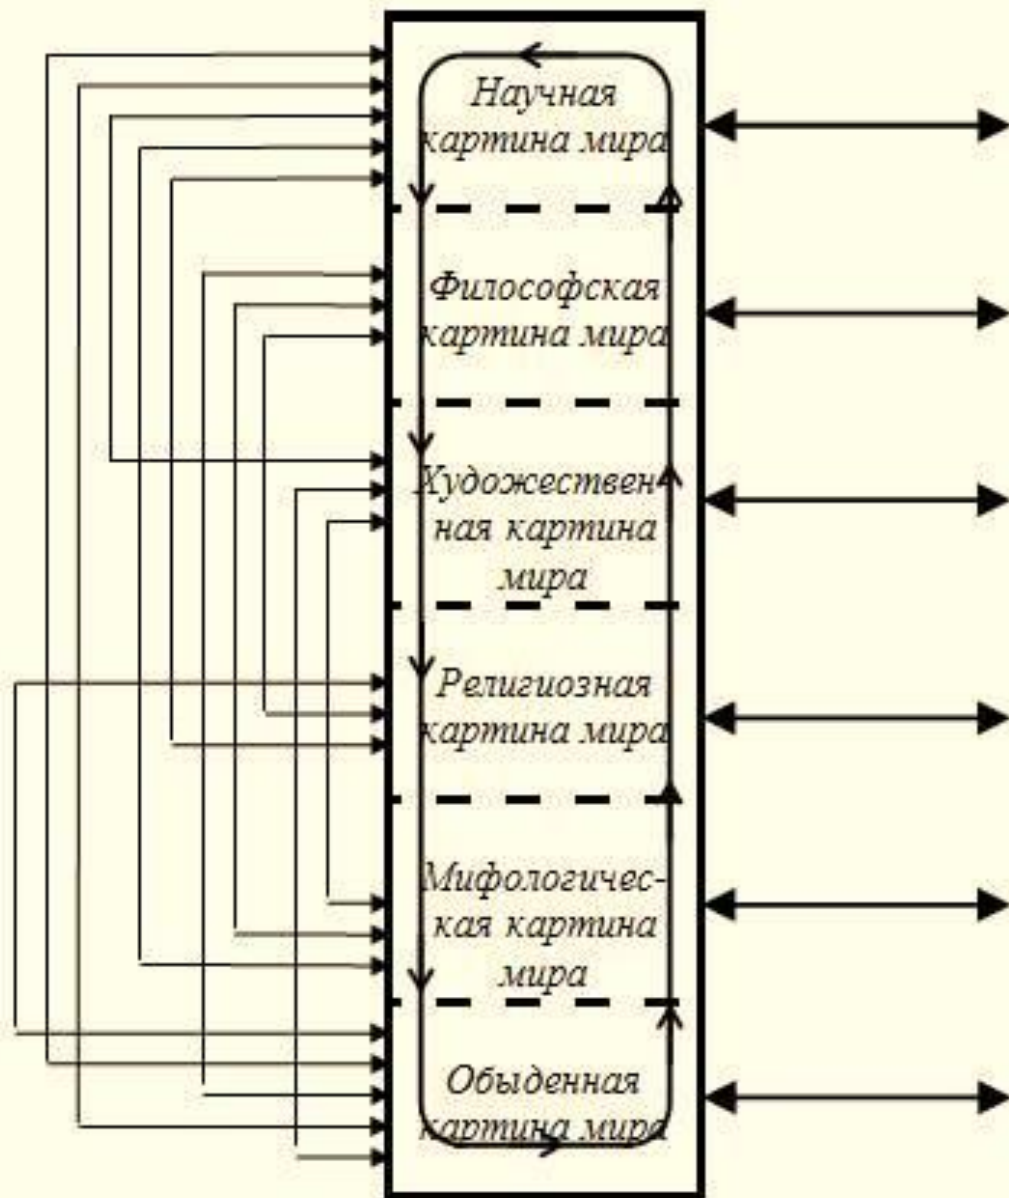 Научная
картина мира
Философская
картина мира
Художествен-
ная картина
мира
Религиозная
картина мира
Мифологичес-
кая картина
мира
Обыденная
картина мира